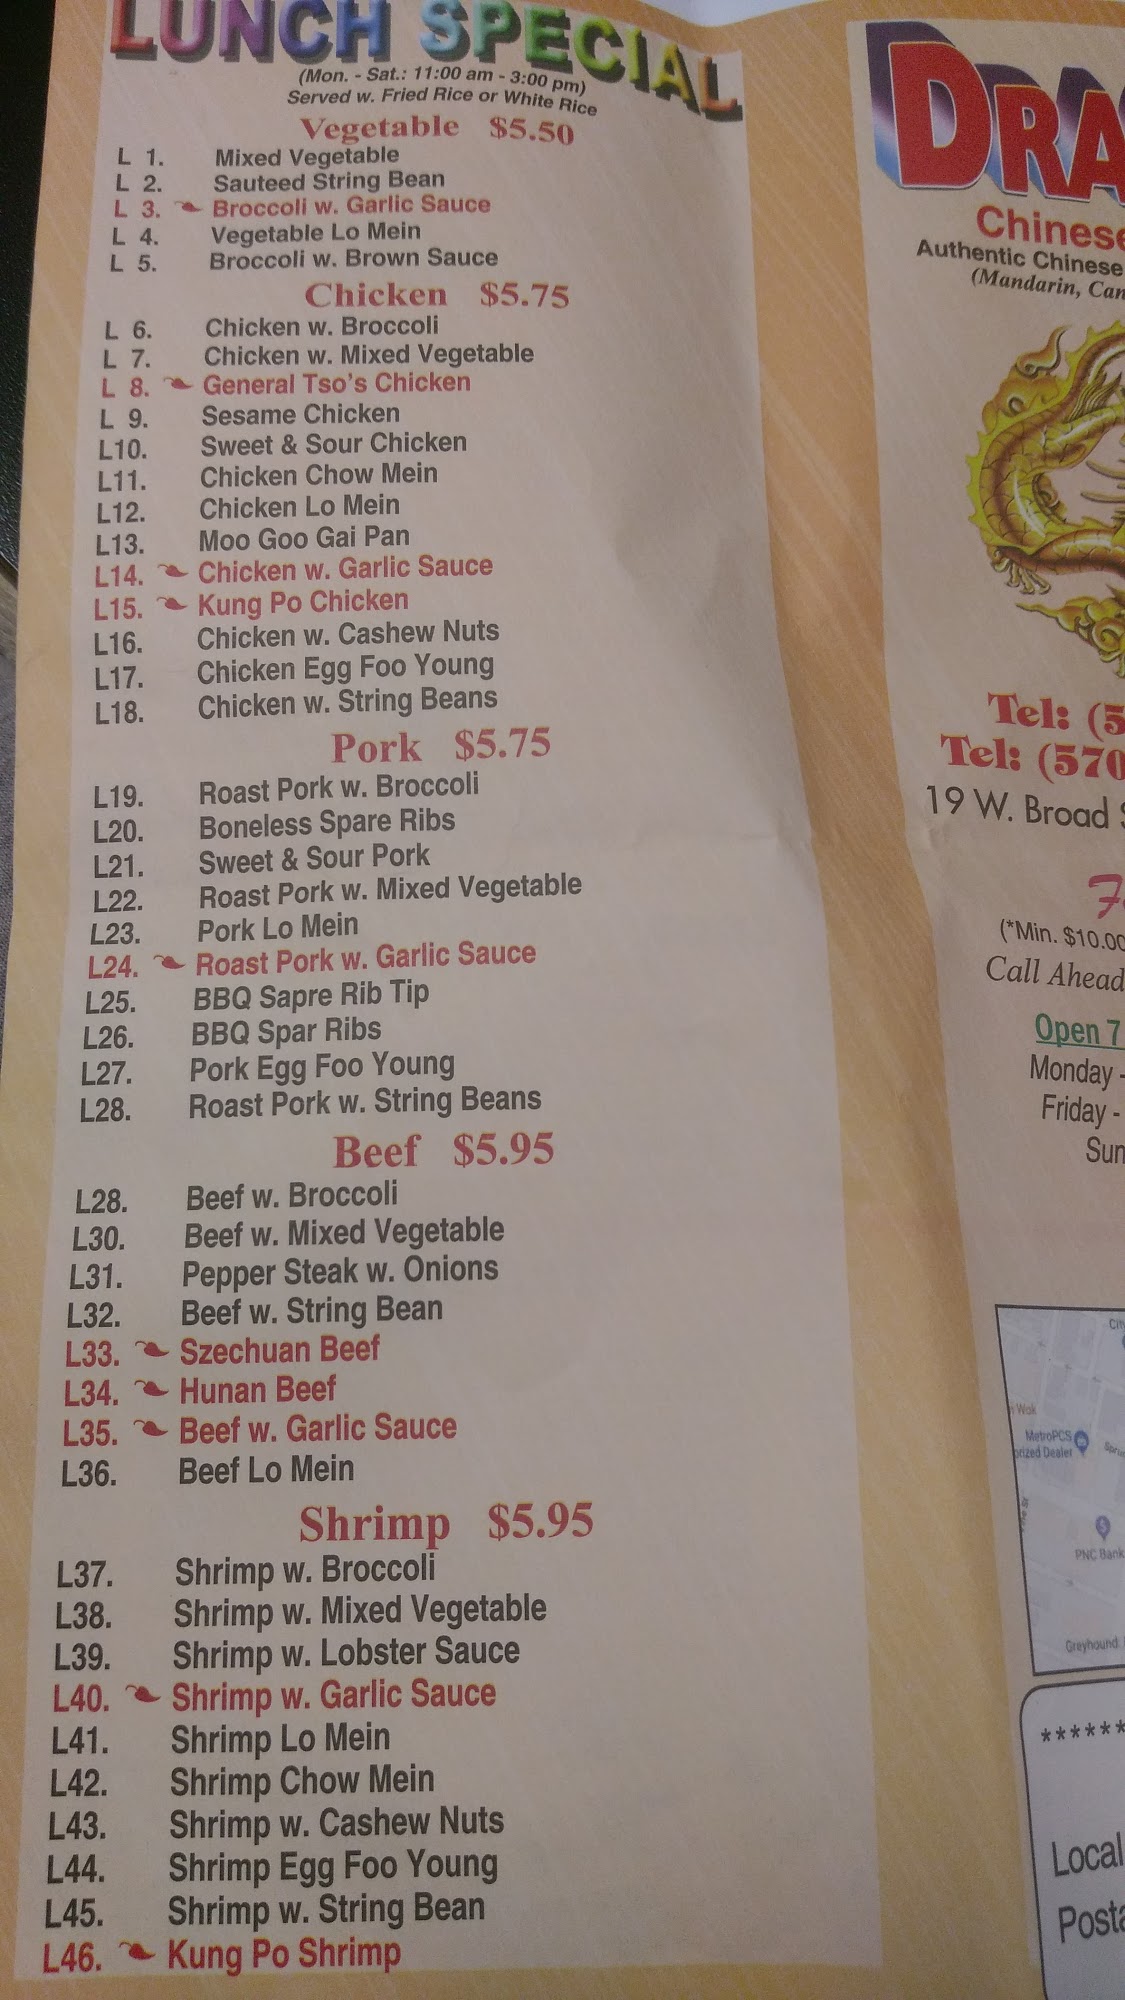 LUNCH SPECIAL
(Mon. - Sat.: 11:00 am - 3:00 pm)
Served w. Fried Rice or White Rice
Vegetable $5.50
L 1. Mixed Vegetable
L 2. Sauteed String Bean
L 3. Broccoli w. Garlic Sauce
L 4. Vegetable Lo Mein
L 5. Broccoli w. Brown Sauce
Chicken $5.75
L 6. Chicken w. Broccoli
L 7. Chicken w. Mixed Vegetable
L 8. General Tso's Chicken
L 9. Sesame Chicken
L10. Sweet & Sour Chicken
L11. Chicken Chow Mein
L12. Chicken Lo Mein
L13. Moo Goo Gai Pan
L14. Chicken w. Garlic Sauce
L15. Kung Po Chicken
L16. Chicken w. Cashew Nuts
L17. Chicken Egg Foo Young
L18. Chicken w. String Beans
Pork $5.75
L19. Roast Pork w. Broccoli
L20. Boneless Spare Ribs
L21. Sweet & Sour Pork
L22. Roast Pork w. Mixed Vegetable
L23. Pork Lo Mein
L24. Roast Pork w. Garlic Sauce
L25. BBQ Sapre Rib Tip
L26. BBQ Spar Ribs
L27. Pork Egg Foo Young
L28. Roast Pork w. String Beans
Beef $5.95
L28. Beef w. Broccoli
L30. Beef w. Mixed Vegetable
L31. Pepper Steak w. Onions
L32. Beef w. String Bean
L33. Szechuan Beef
L34. Hunan Beef
L35. Beef w. Garlic Sauce
L36. Beef Lo Mein
Shrimp $5.95
L37. Shrimp w. Broccoli
L38. Shrimp w. Mixed Vegetable
L39. Shrimp w. Lobster Sauce
L40. Shrimp w. Garlic Sauce
L41. Shrimp Lo Mein
L42. Shrimp Chow Mein
L43. Shrimp w. Cashew Nuts
L44. Shrimp Egg Foo Young
L45. Shrimp w. String Bean
L46. Kung Po Shrimp
DRA
Chinese
Authentic Chinese
(Mandarin, Can
Tel: (5
Tel: (570
19 W. Broad
(*Min. $10.00
Call Ahead
Open 7
Monday -
Friday -
Sun
Wok
MetroPCS
Dealer
PNC Bank
Greyhound
******
Local
Posta